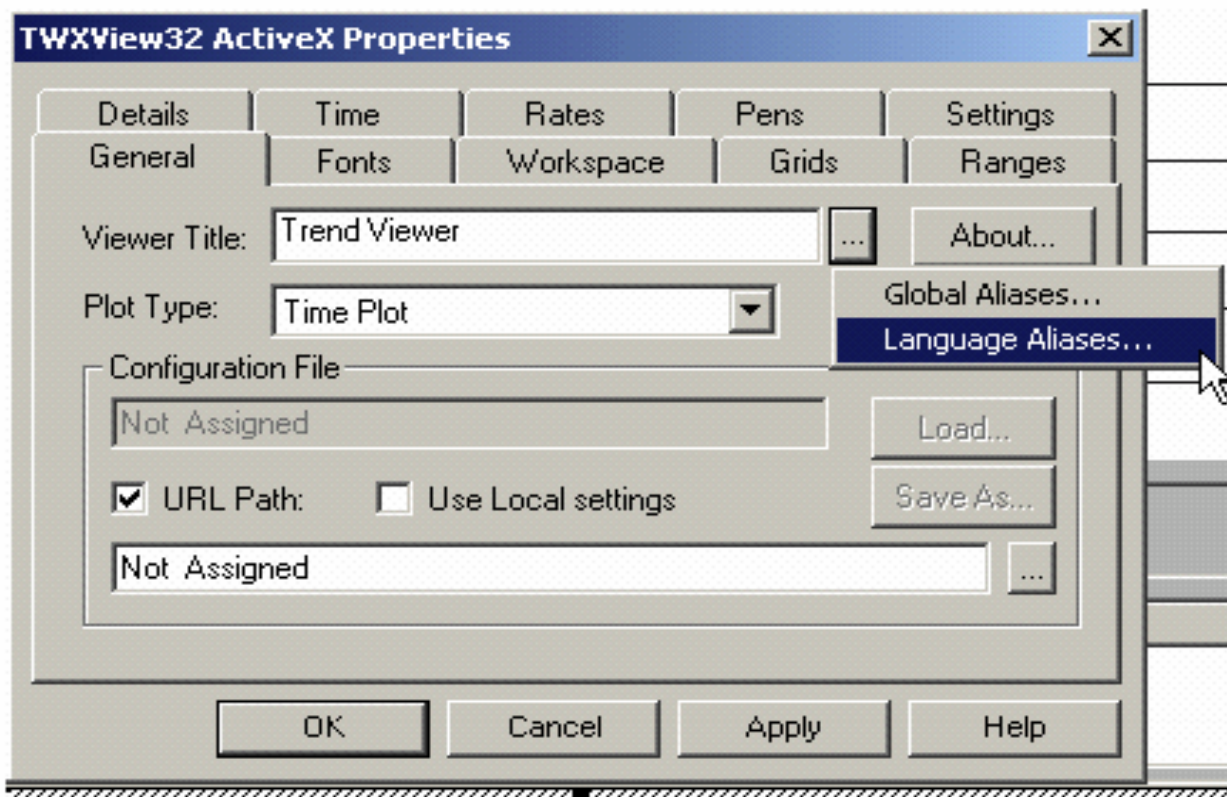 TWXView32 ActiveX Properties
Details Time Rates Pens Settings
General Fonts Workspace Grids Ranges
Viewer Title: Trend Viewer ... About...
Global Aliases...
Plot Type: Time Plot
Language Aliases...
Configuration File
Not Assigned Load...
URL Path: Use Local settings Save As...
Not Assigned ...
OK Cancel Apply Help